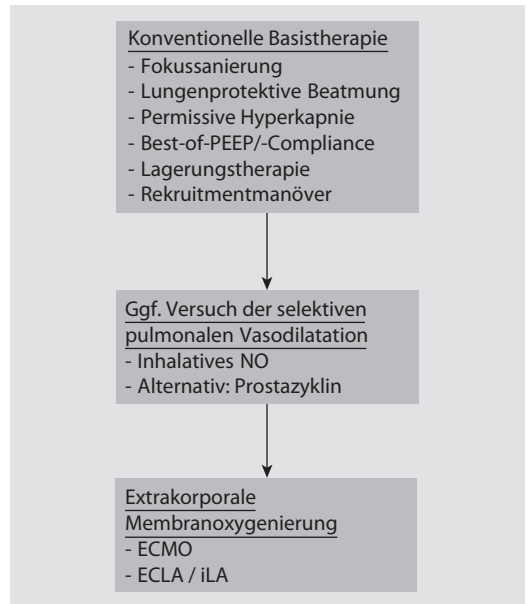 Konventionelle Basistherapie
- Fokussanierung
- Lungenprotektive Beatmung
- Permissive Hyperkapnie
- Best-of-PEEP/-Compliance
- Lagerungstherapie
- Rekruitmentmanöver
Ggf. Versuch der selektiven
pulmonalen Vasodilatation
- Inhalatives NO
- Alternativ: Prostazyklin
Extrakorporale
Membranoxygenierung
- ECMO
- ECLA / iLA